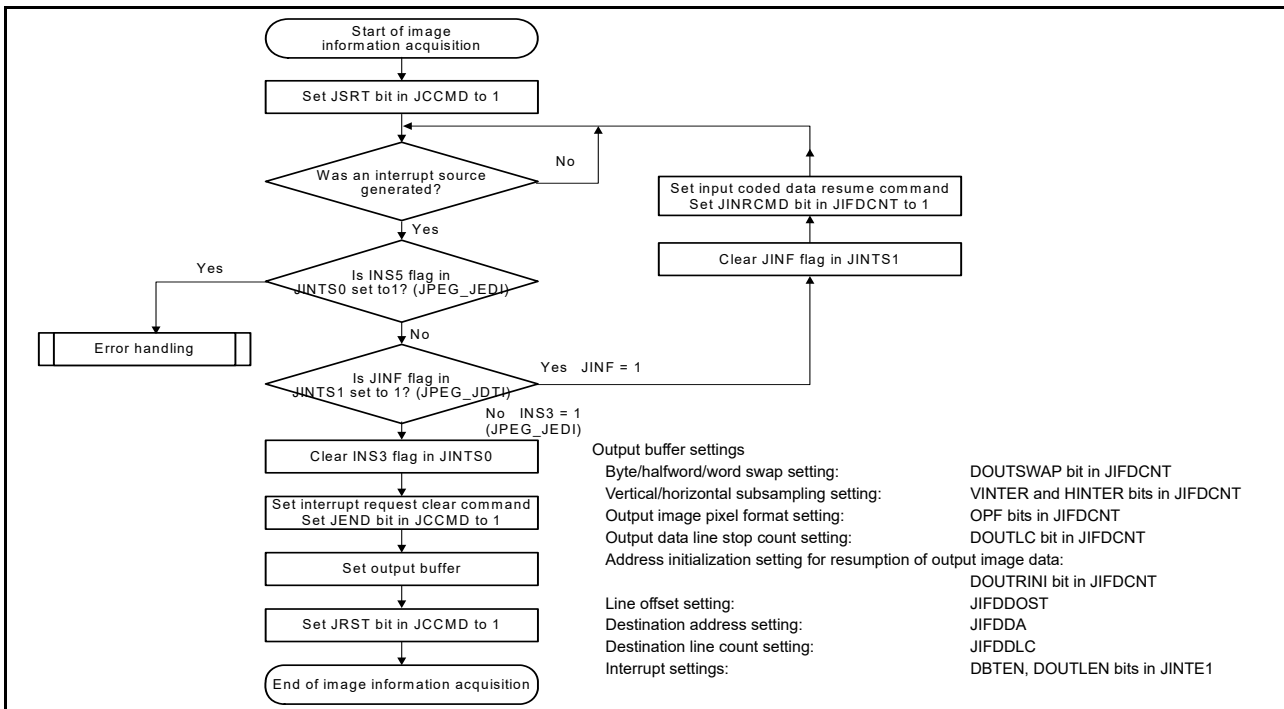 Start of image
information acquisition
Set JSRT bit in JCCMD to 1
Was an interrupt source
generated?
No
Yes
Set input coded data resume command
Set JINRCMD bit in JIFDCNT to 1
Clear JINF flag in JINTS1
Is INS5 flag in
JINTS0 set to1? (JPEG_JEDI)
Yes
No
Error handling
Is JINF flag in
JINTS1 set to 1? (JPEG_JDTI)
Yes JINF = 1
No INS3 = 1
(JPEG_JEDI)
Clear INS3 flag in JINTS0
Set interrupt request clear command
Set JEND bit in JCCMD to 1
Set output buffer
Set JRST bit in JCCMD to 1
End of image information acquisition
Output buffer settings
Byte/halfword/word swap setting: DOUTSWAP bit in JIFDCNT
Vertical/horizontal subsampling setting: VINTER and HINTER bits in JIFDCNT
Output image pixel format setting: OPF bits in JIFDCNT
Output data line stop count setting: DOUTLC bit in JIFDCNT
Address initialization setting for resumption of output image data:
DOUTRINI bit in JIFDCNT
Line offset setting: JIFDDOST
Destination address setting: JIFDDA
Destination line count setting: JIFDDLC
Interrupt settings: DBTEN, DOUTLEN bits in JINTE1